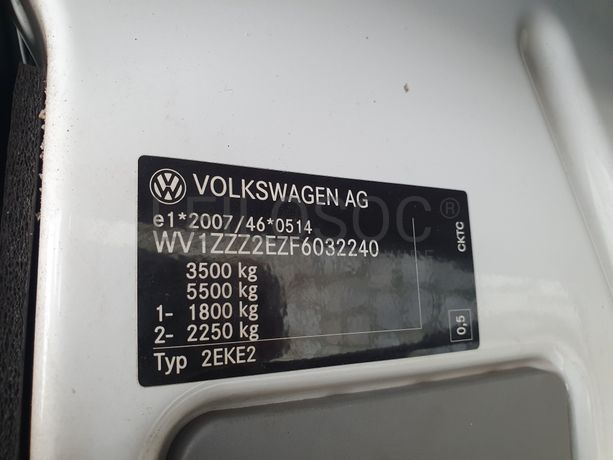 VOLKSWAGEN AG
e1*2007/46*0514
WV1ZZZ2EZF6032240
3500 kg
5500 kg
1- 1800 kg
2- 2250 kg
Typ 2EKE2
CKTC
0,5
LEILOSOC®